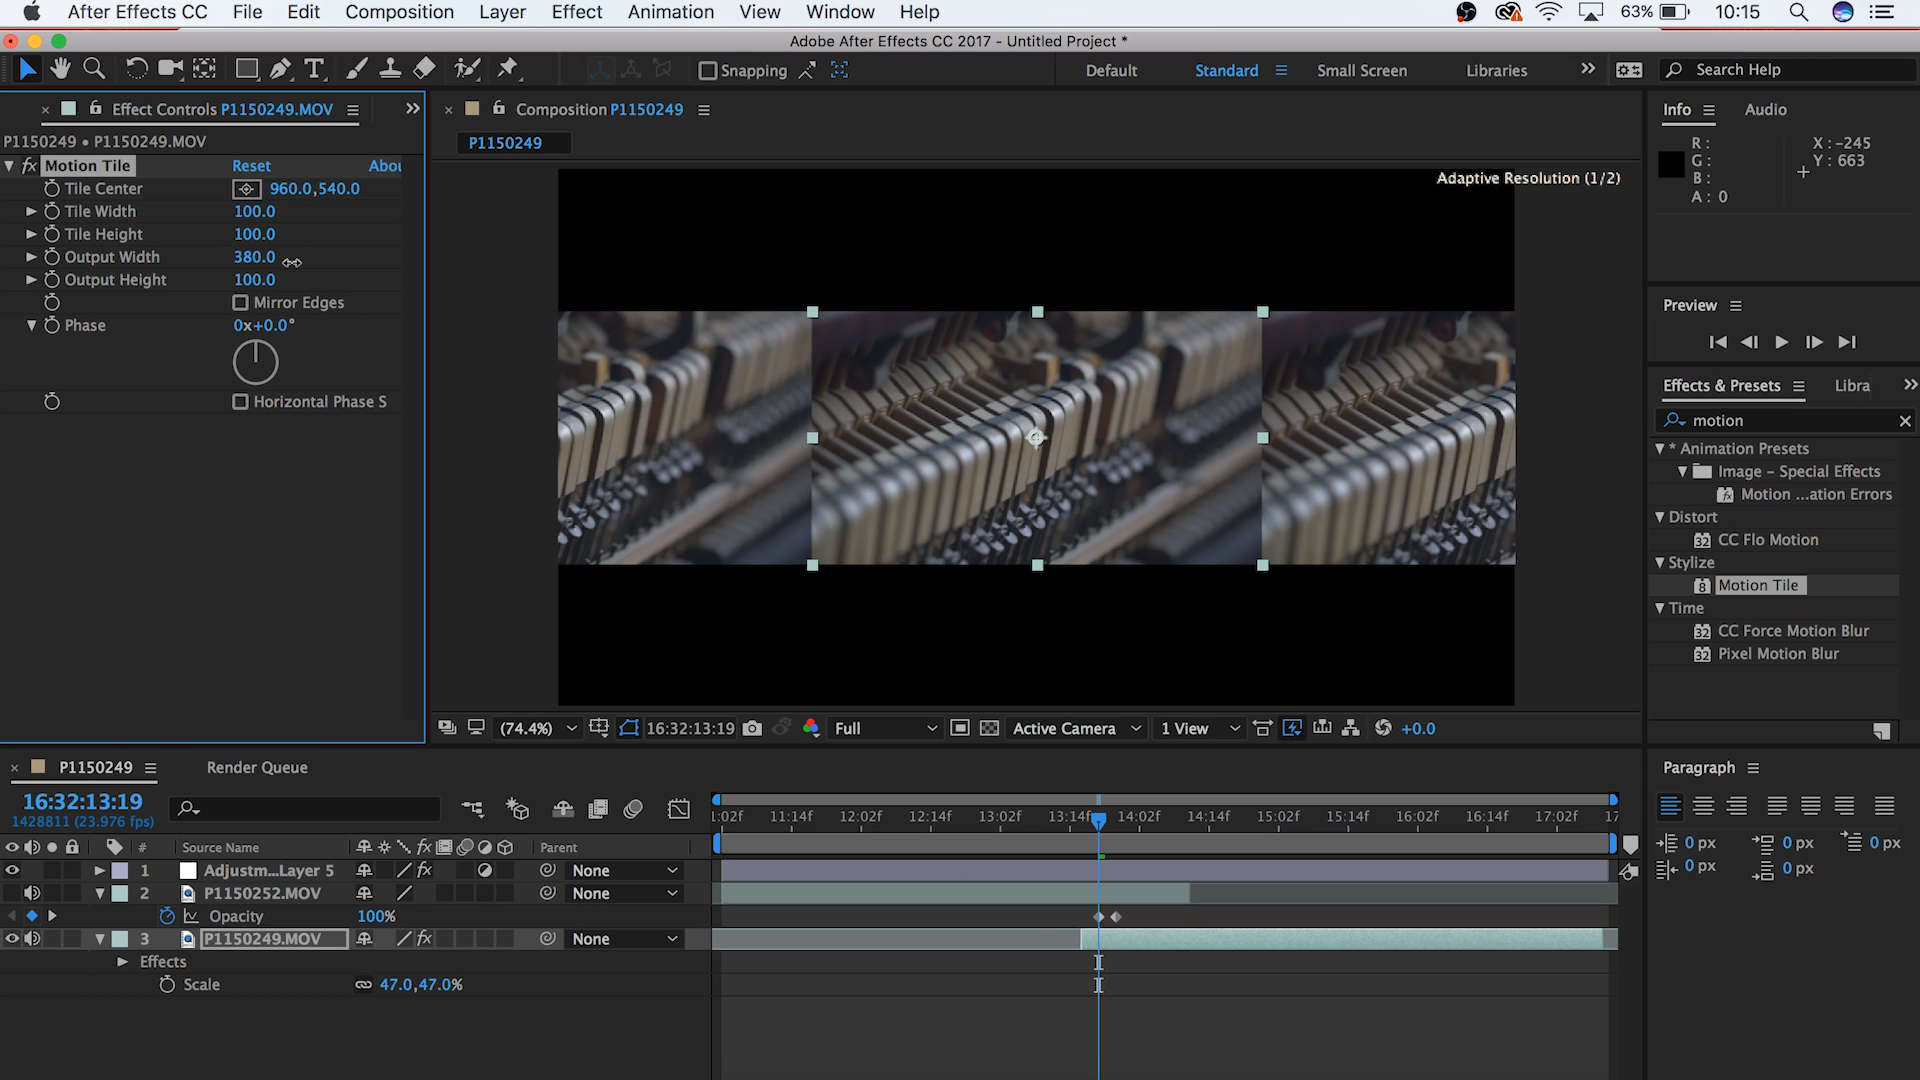 After Effects CC File Edit Composition Layer Effect Animation View Window Help 63% 10:15
Adobe After Effects CC 2017 - Untitled Project *
Snapping Default Standard Small Screen Libraries Search Help
Effect Controls P1150249.MOV
P1150249 • P1150249.MOV
fx Motion Tile Reset Abou
Tile Center 960.0,540.0
Tile Width 100.0
Tile Height 100.0
Output Width 380.0
Output Height 100.0
Mirror Edges
Phase 0x+0.0°
Horizontal Phase S
Composition P1150249
P1150249
Adaptive Resolution (1/2)
(74.4%) 16:32:13:19 Full Active Camera 1 View +0.0
Info Audio
R: X : -245
G: Y : 663
B:
A : 0
Preview
Effects & Presets Libra
motion
* Animation Presets
Image - Special Effects
Motion ...ation Errors
Distort
32 CC Flo Motion
Stylize
8 Motion Tile
Time
32 CC Force Motion Blur
32 Pixel Motion Blur
P1150249 Render Queue
16:32:13:19
1428811 (23.976 fps)
# Source Name fx Parent
1 Adjustm...Layer 5 fx None
2 P1150252.MOV None
Opacity 100%
3 P1150249.MOV fx None
Effects
Scale 47.0,47.0%
1:02f 11:14f 12:02f 12:14f 13:02f 13:14f 14:02f 14:14f 15:02f 15:14f 16:02f 16:14f 17:02f 17
Paragraph
0 px 0 px 0 px
0 px 0 px